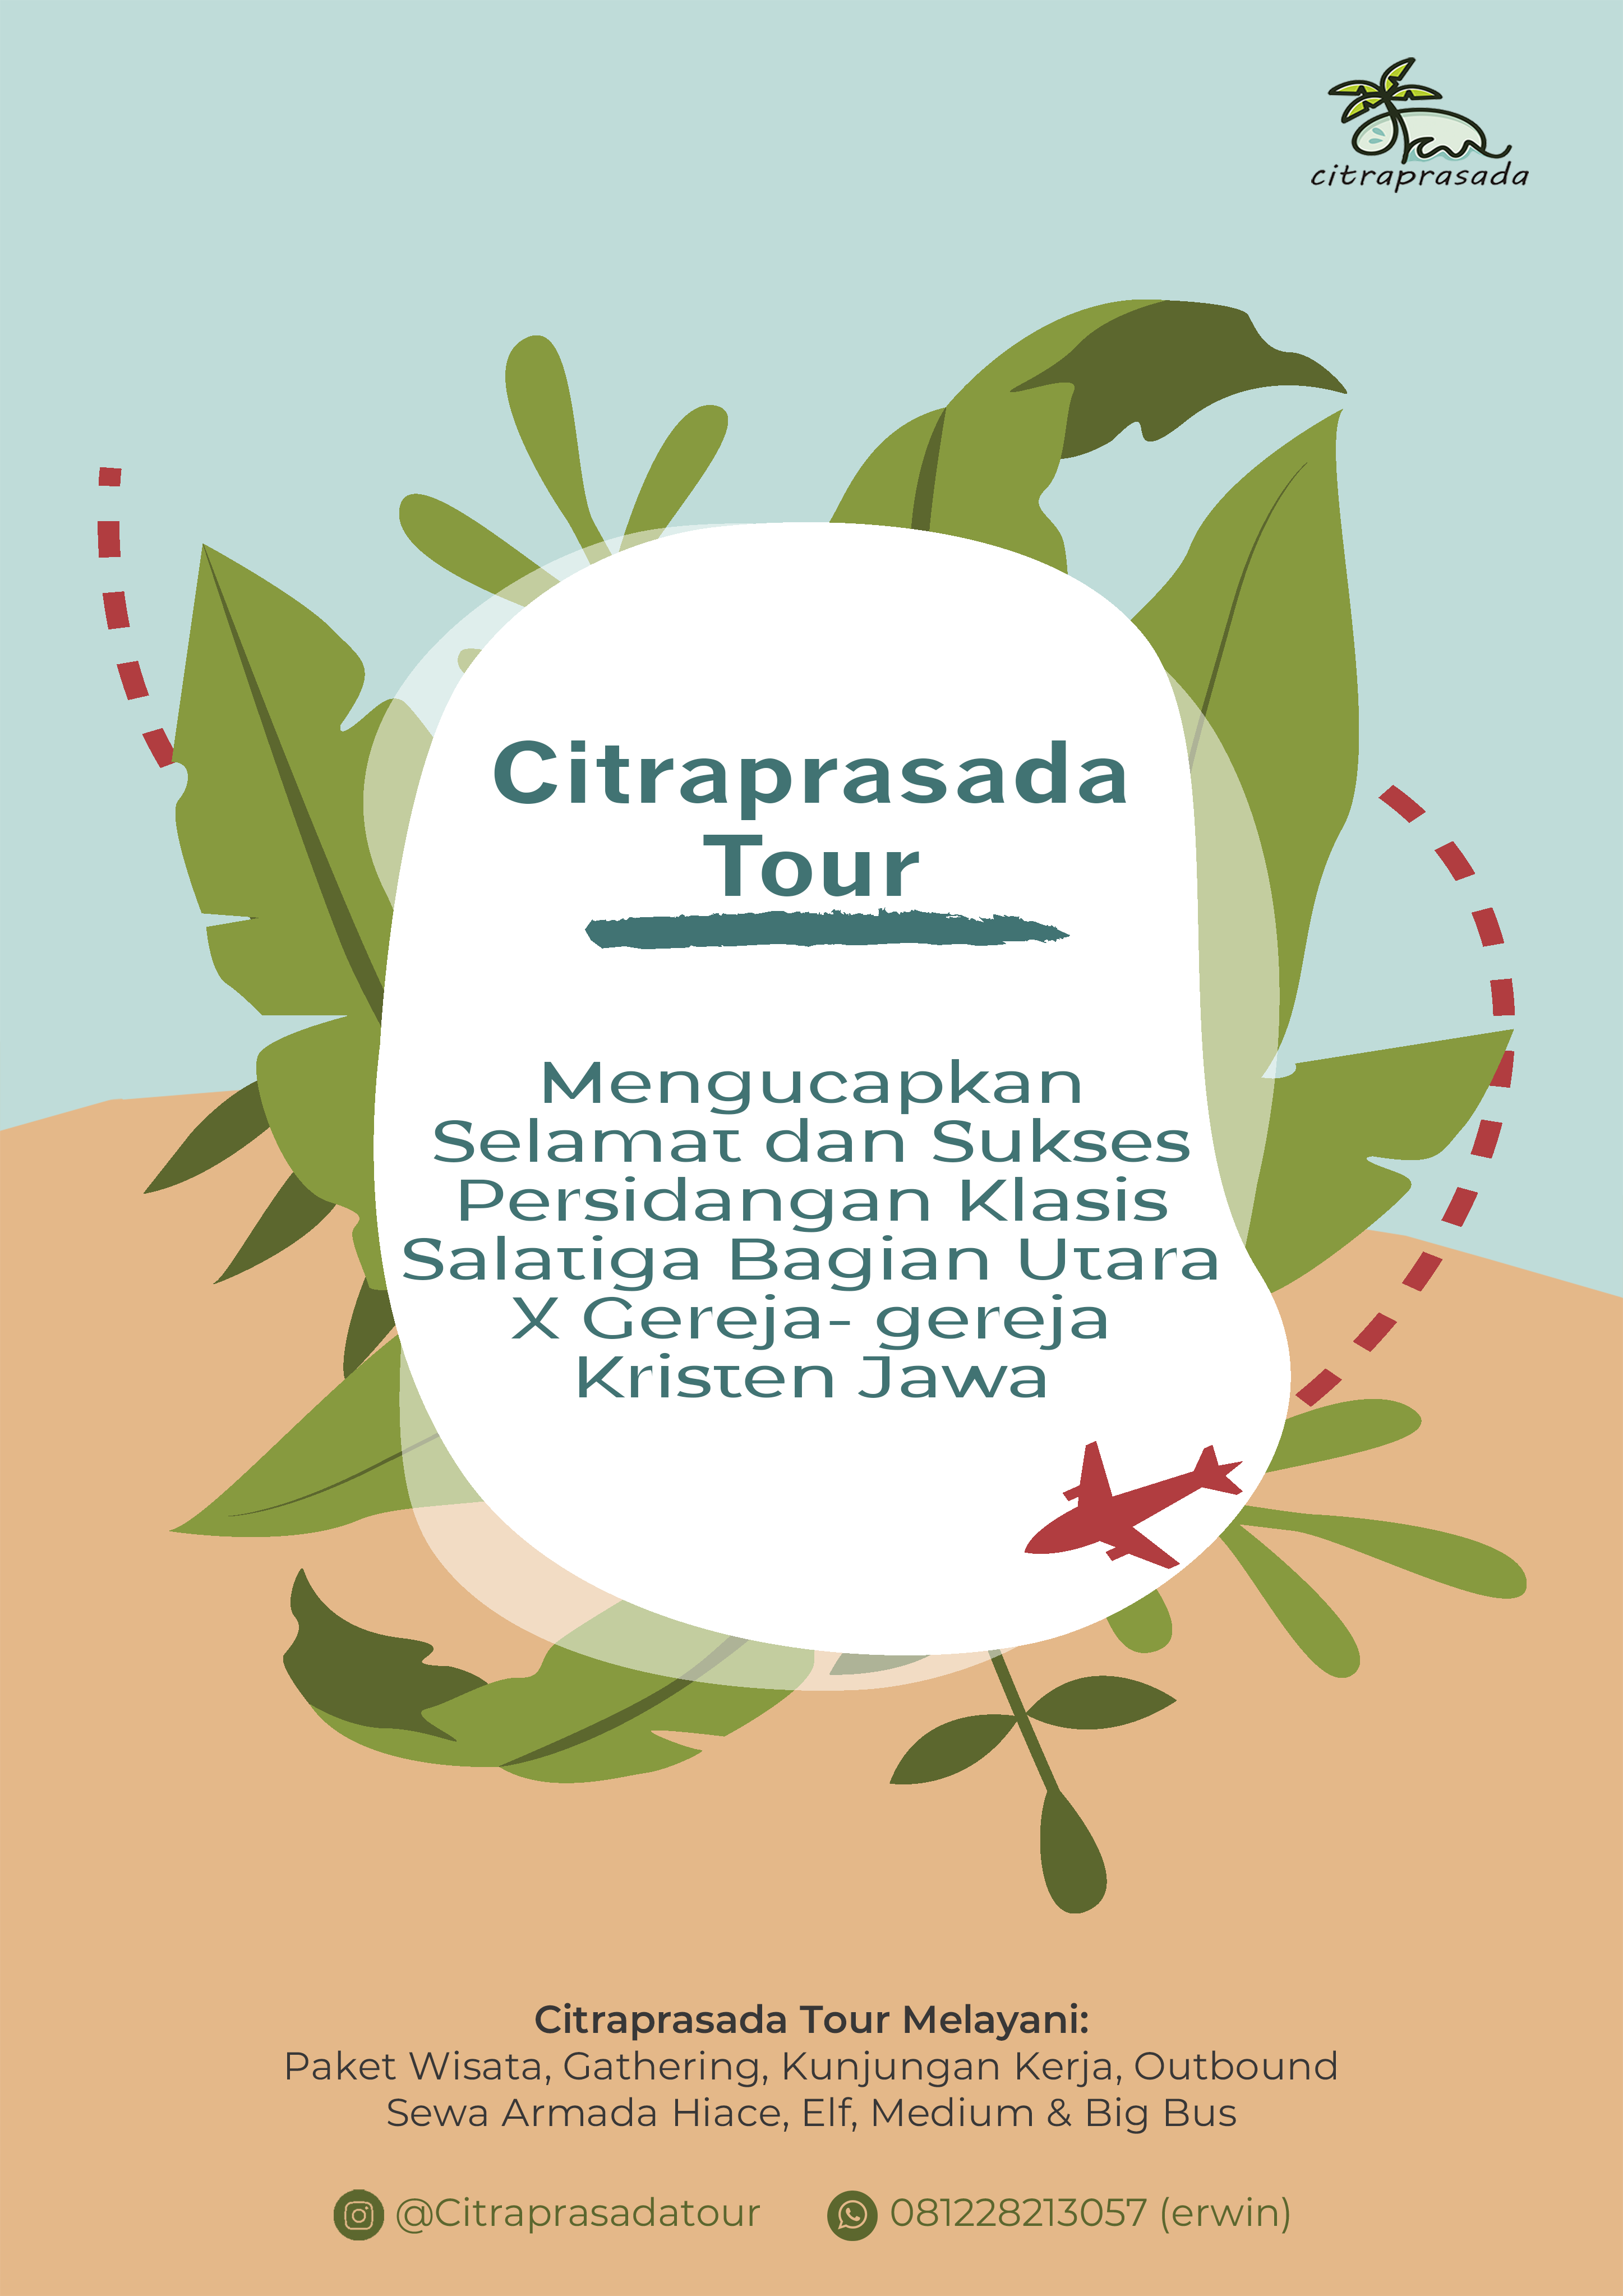 citraprasada
Citraprasada
Tour
Mengucapkan
Selamat dan Sukses
Persidangan Klasis
Salatiga Bagian Utara
X Gereja- gereja
Kristen Jawa
Citraprasada Tour Melayani:
Paket Wisata, Gathering, Kunjungan Kerja, Outbound
Sewa Armada Hiace, Elf, Medium & Big Bus
@Citraprasadatour
081228213057 (erwin)